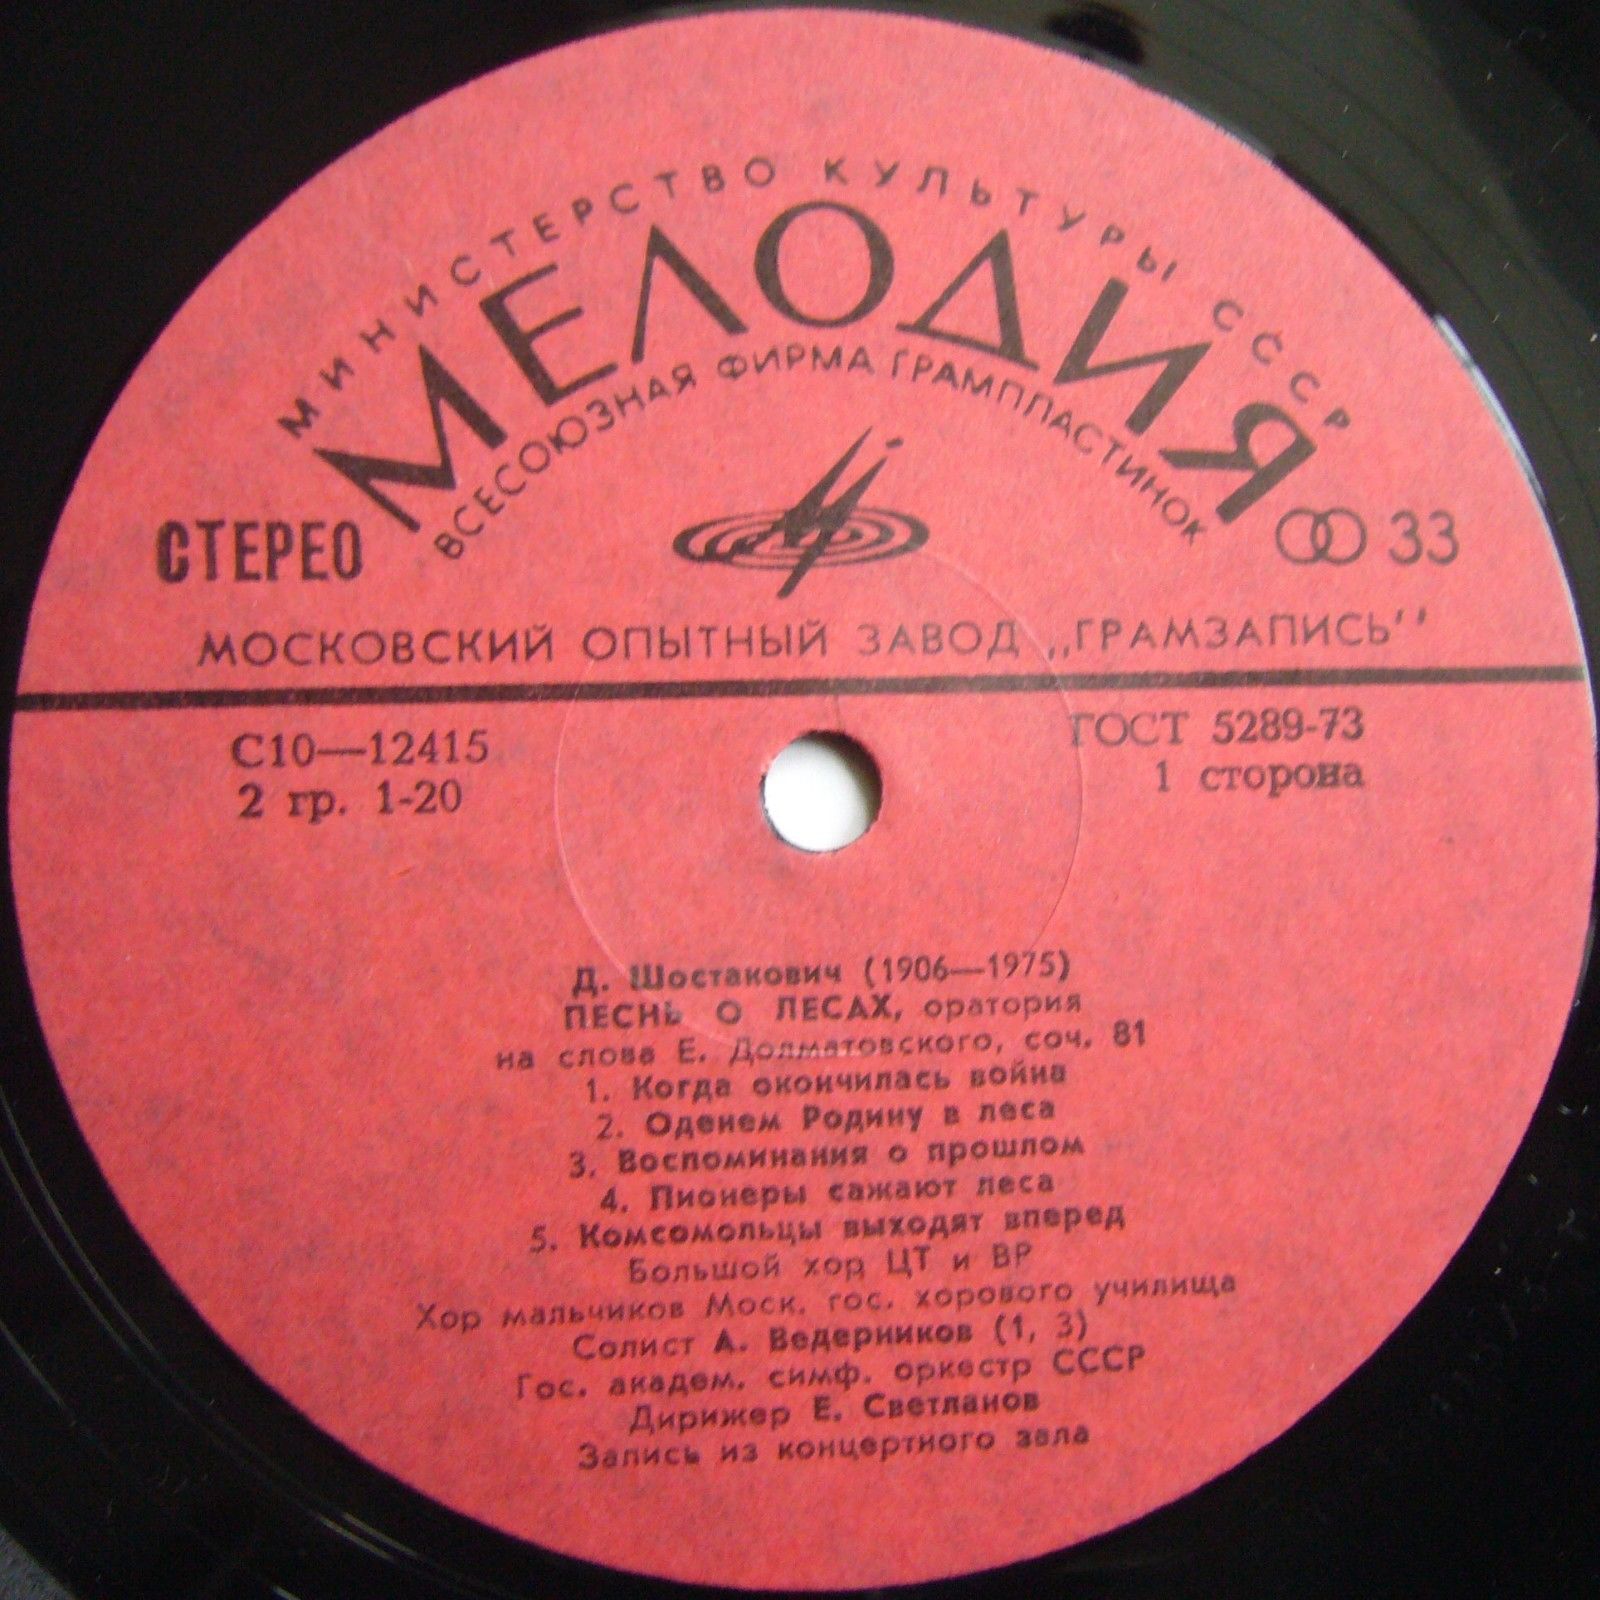 МИНИСТЕРСТВО КУЛЬТУРЫ СССР
МЕЛОДИЯ
ВСЕСОЮЗНАЯ ФИРМА ГРАМПЛАСТИНОК
СТЕРЕО
33
МОСКОВСКИЙ ОПЫТНЫЙ ЗАВОД ,,ГРАМЗАПИСЬ''
С10—12415
ГОСТ 5289-73
2 гр. 1-20
1 сторона
Д. Шостакович (1906—1975)
ПЕСНЬ О ЛЕСАХ, оратория
на слова Е. Долматовского, соч. 81
1. Когда окончилась война
2. Оденем Родину в леса
3. Воспоминания о прошлом
4. Пионеры сажают леса
5. Комсомольцы выходят вперед
Большой хор ЦТ и ВР
Хор мальчиков Моск. гос. хорового училища
Солист А. Ведерников (1, 3)
Гос. академ. симф. оркестр СССР
Дирижер Е. Светланов
Запись из концертного зала